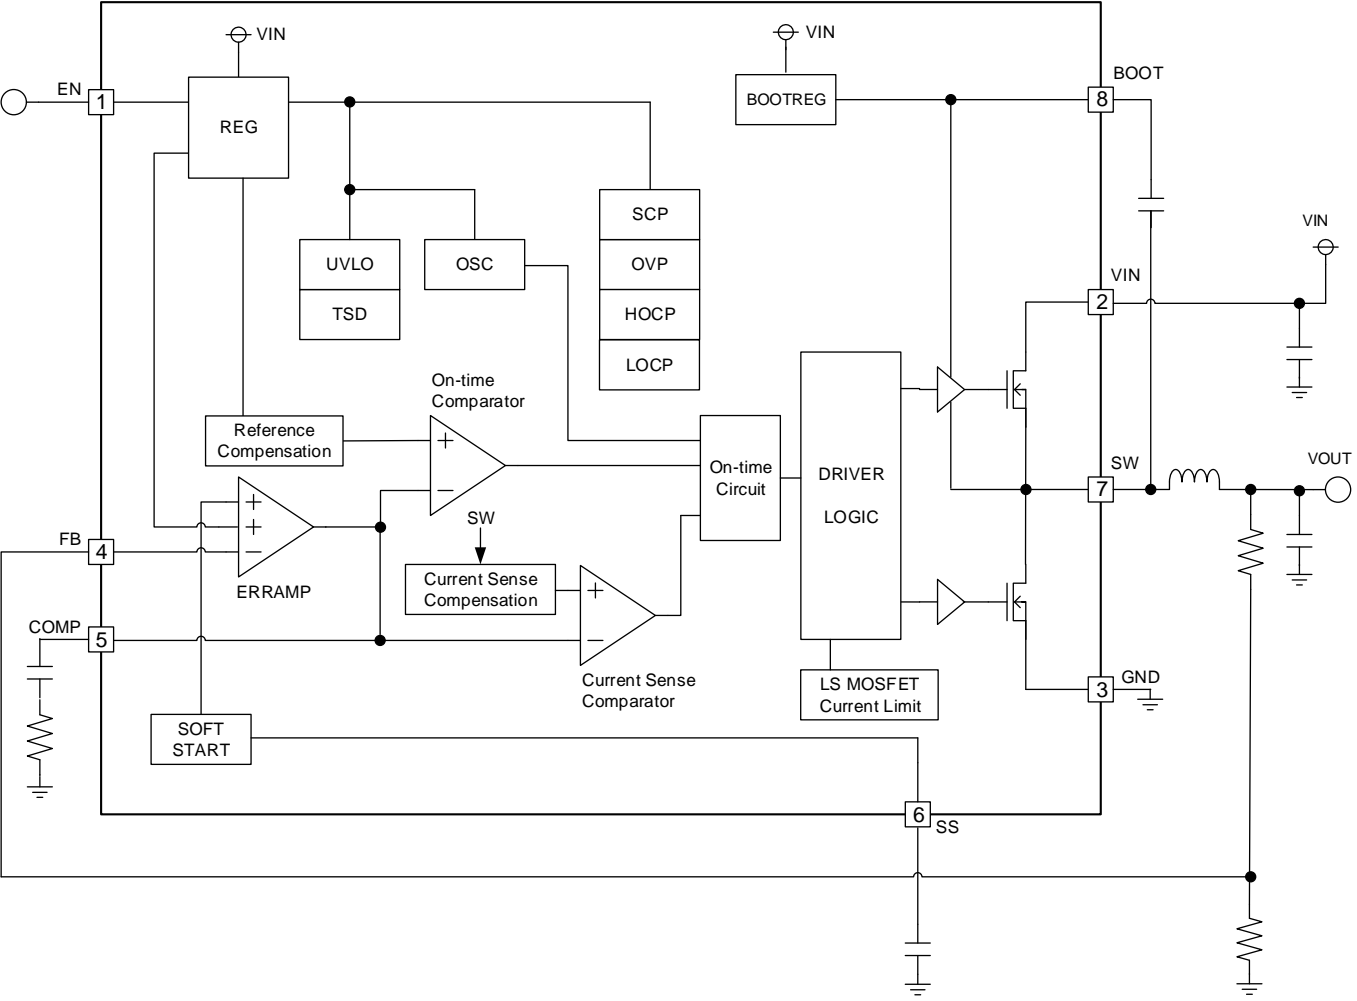 VIN
VIN
BOOT
EN
1
REG
BOOTREG
8
SCP
VIN
UVLO
OSC
OVP
VIN
2
TSD
HOCP
LOCP
On-time
Comparator
Reference
Compensation
+
−
On-time
Circuit
DRIVER
LOGIC
SW
7
VOUT
+
+
−
SW
FB
4
ERRAMP
Current Sense
Compensation
+
−
COMP
5
Current Sense
Comparator
LS MOSFET
Current Limit
3
GND
SOFT
START
6
SS